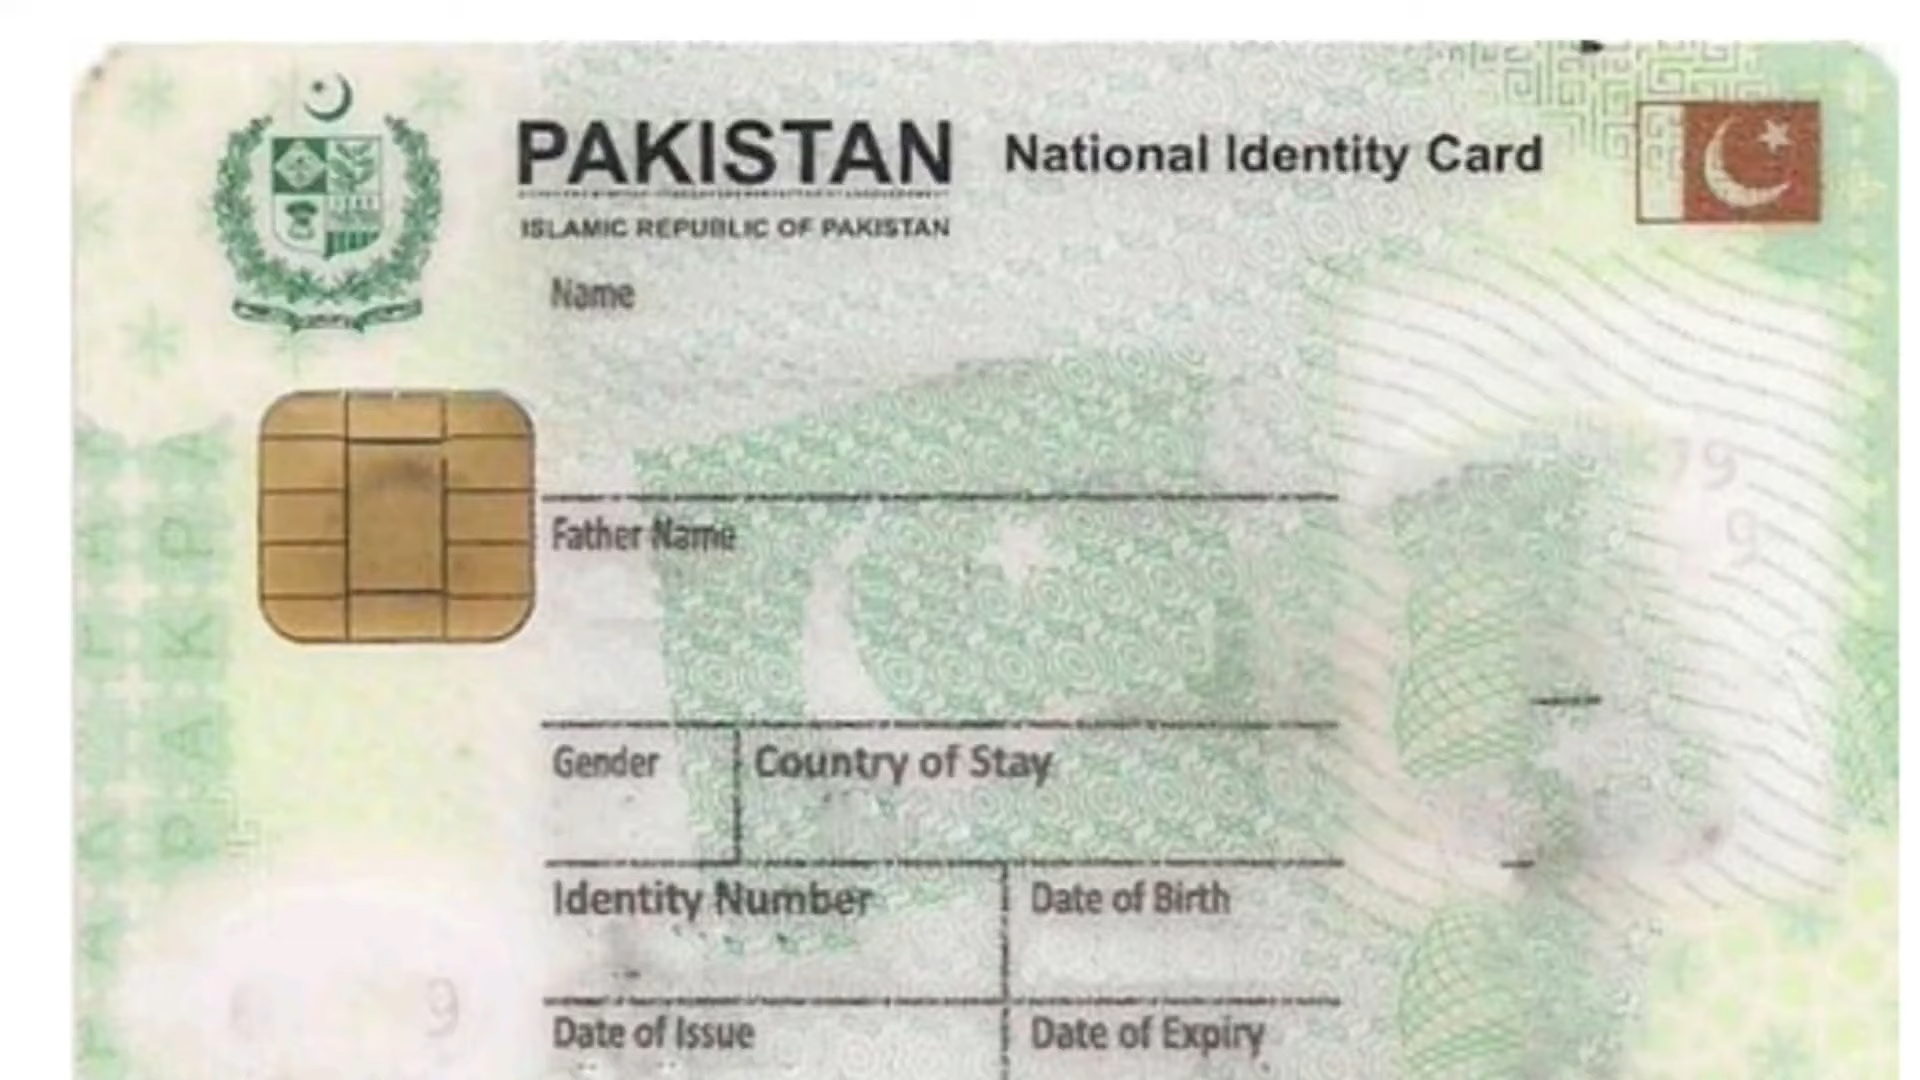 PAKISTAN National Identity Card
ISLAMIC REPUBLIC OF PAKISTAN
Name
Father Name
Gender Country of Stay
Identity Number Date of Birth
Date of Issue Date of Expiry